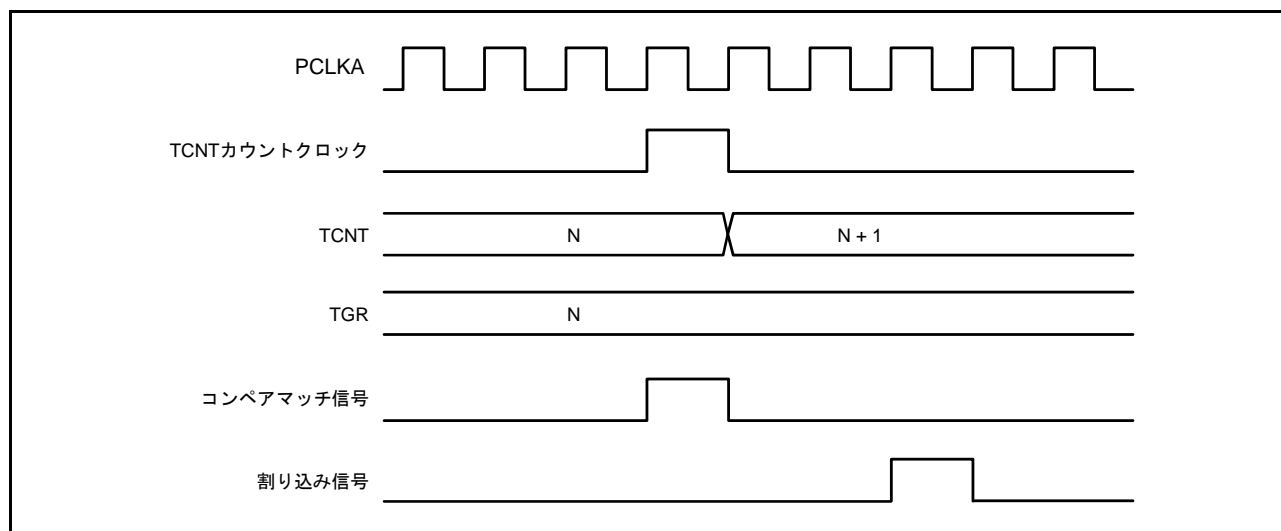 PCLKA
TCNTカウントクロック
TCNT
N
N + 1
TGR
N
コンペアマッチ信号
割り込み信号